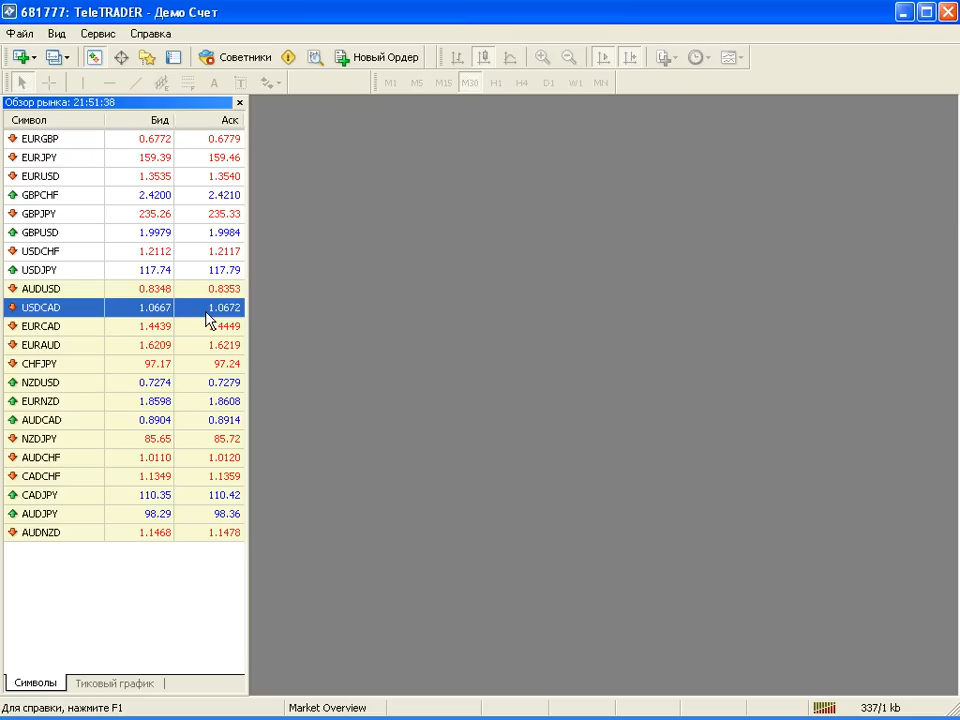 681777: TeleTRADER - Демо Счет
Файл Вид Сервис Справка
Советники Новый Ордер
M1 M5 M15 M30 H1 H4 D1 W1 MN
Обзор рынка: 21:51:38
Символ Бид Аск
EURGBP 0.6772 0.6779
EURJPY 159.39 159.46
EURUSD 1.3535 1.3540
GBPCHF 2.4200 2.4210
GBPJPY 235.26 235.33
GBPUSD 1.9979 1.9984
USDCHF 1.2112 1.2117
USDJPY 117.74 117.79
AUDUSD 0.8348 0.8353
USDCAD 1.0667 1.0672
EURCAD 1.4439 4449
EURAUD 1.6209 1.6219
CHFJPY 97.17 97.24
NZDUSD 0.7274 0.7279
EURNZD 1.8598 1.8608
AUDCAD 0.8904 0.8914
NZDJPY 85.65 85.72
AUDCHF 1.0110 1.0120
CADCHF 1.1349 1.1359
CADJPY 110.35 110.42
AUDJPY 98.29 98.36
AUDNZD 1.1468 1.1478
Символы Тиковый график
Для справки, нажмите F1 Market Overview 337/1 kb